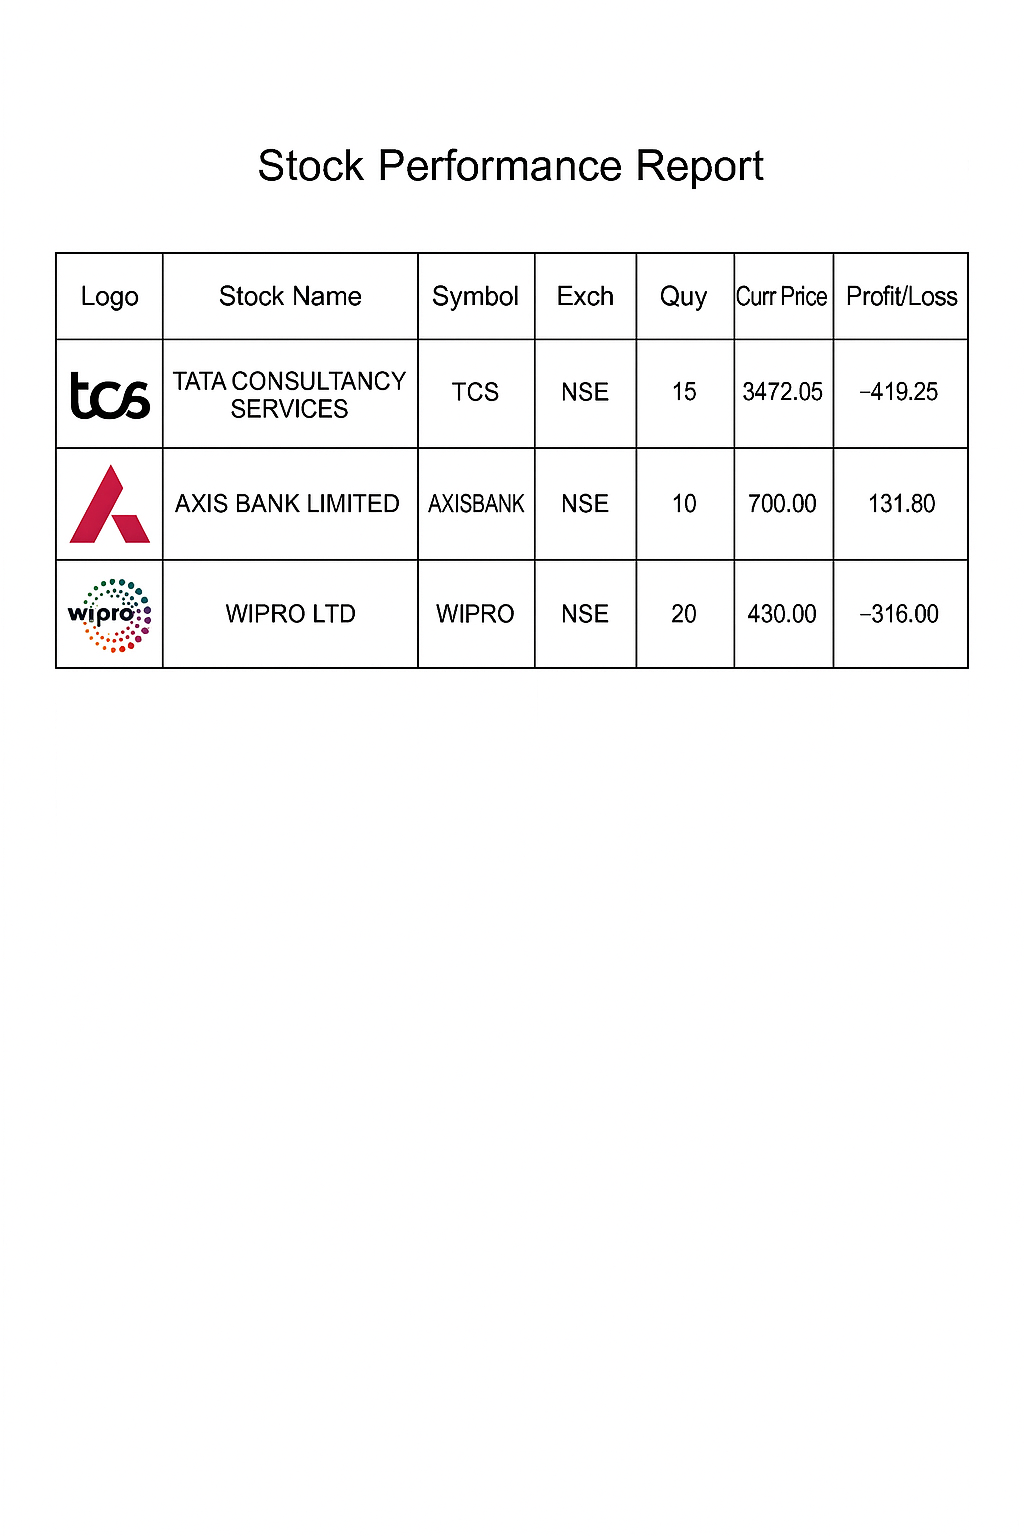 Stock Performance Report
Logo Stock Name Symbol Exch Quy Curr Price Profit/Loss
tcs TATA CONSULTANCY
SERVICES TCS NSE 15 3472.05 –419.25
AXIS BANK LIMITED AXISBANK NSE 10 700.00 131.80
wipro WIPRO LTD WIPRO NSE 20 430.00 –316.00